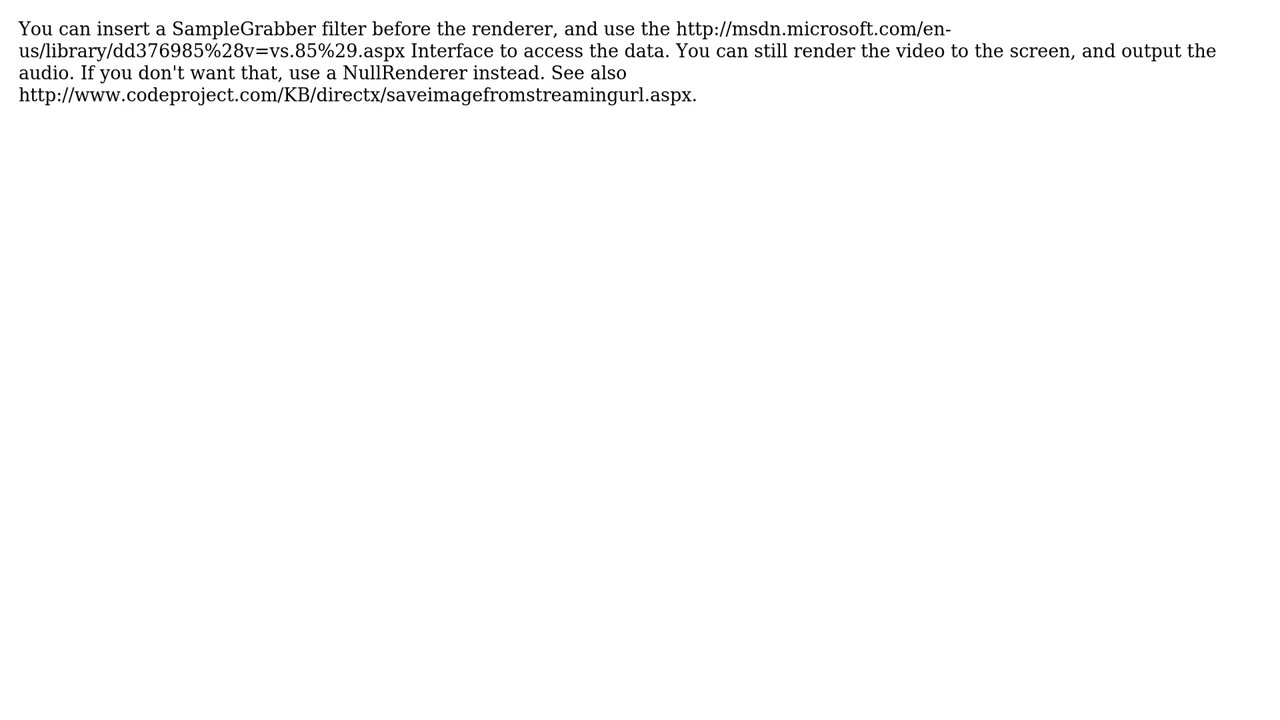 You can insert a SampleGrabber filter before the renderer, and use the http://msdn.microsoft.com/en-
us/library/dd376985%28v=vs.85%29.aspx Interface to access the data. You can still render the video to the screen, and output the
audio. If you don't want that, use a NullRenderer instead. See also
http://www.codeproject.com/KB/directx/saveimagefromstreamingurl.aspx.